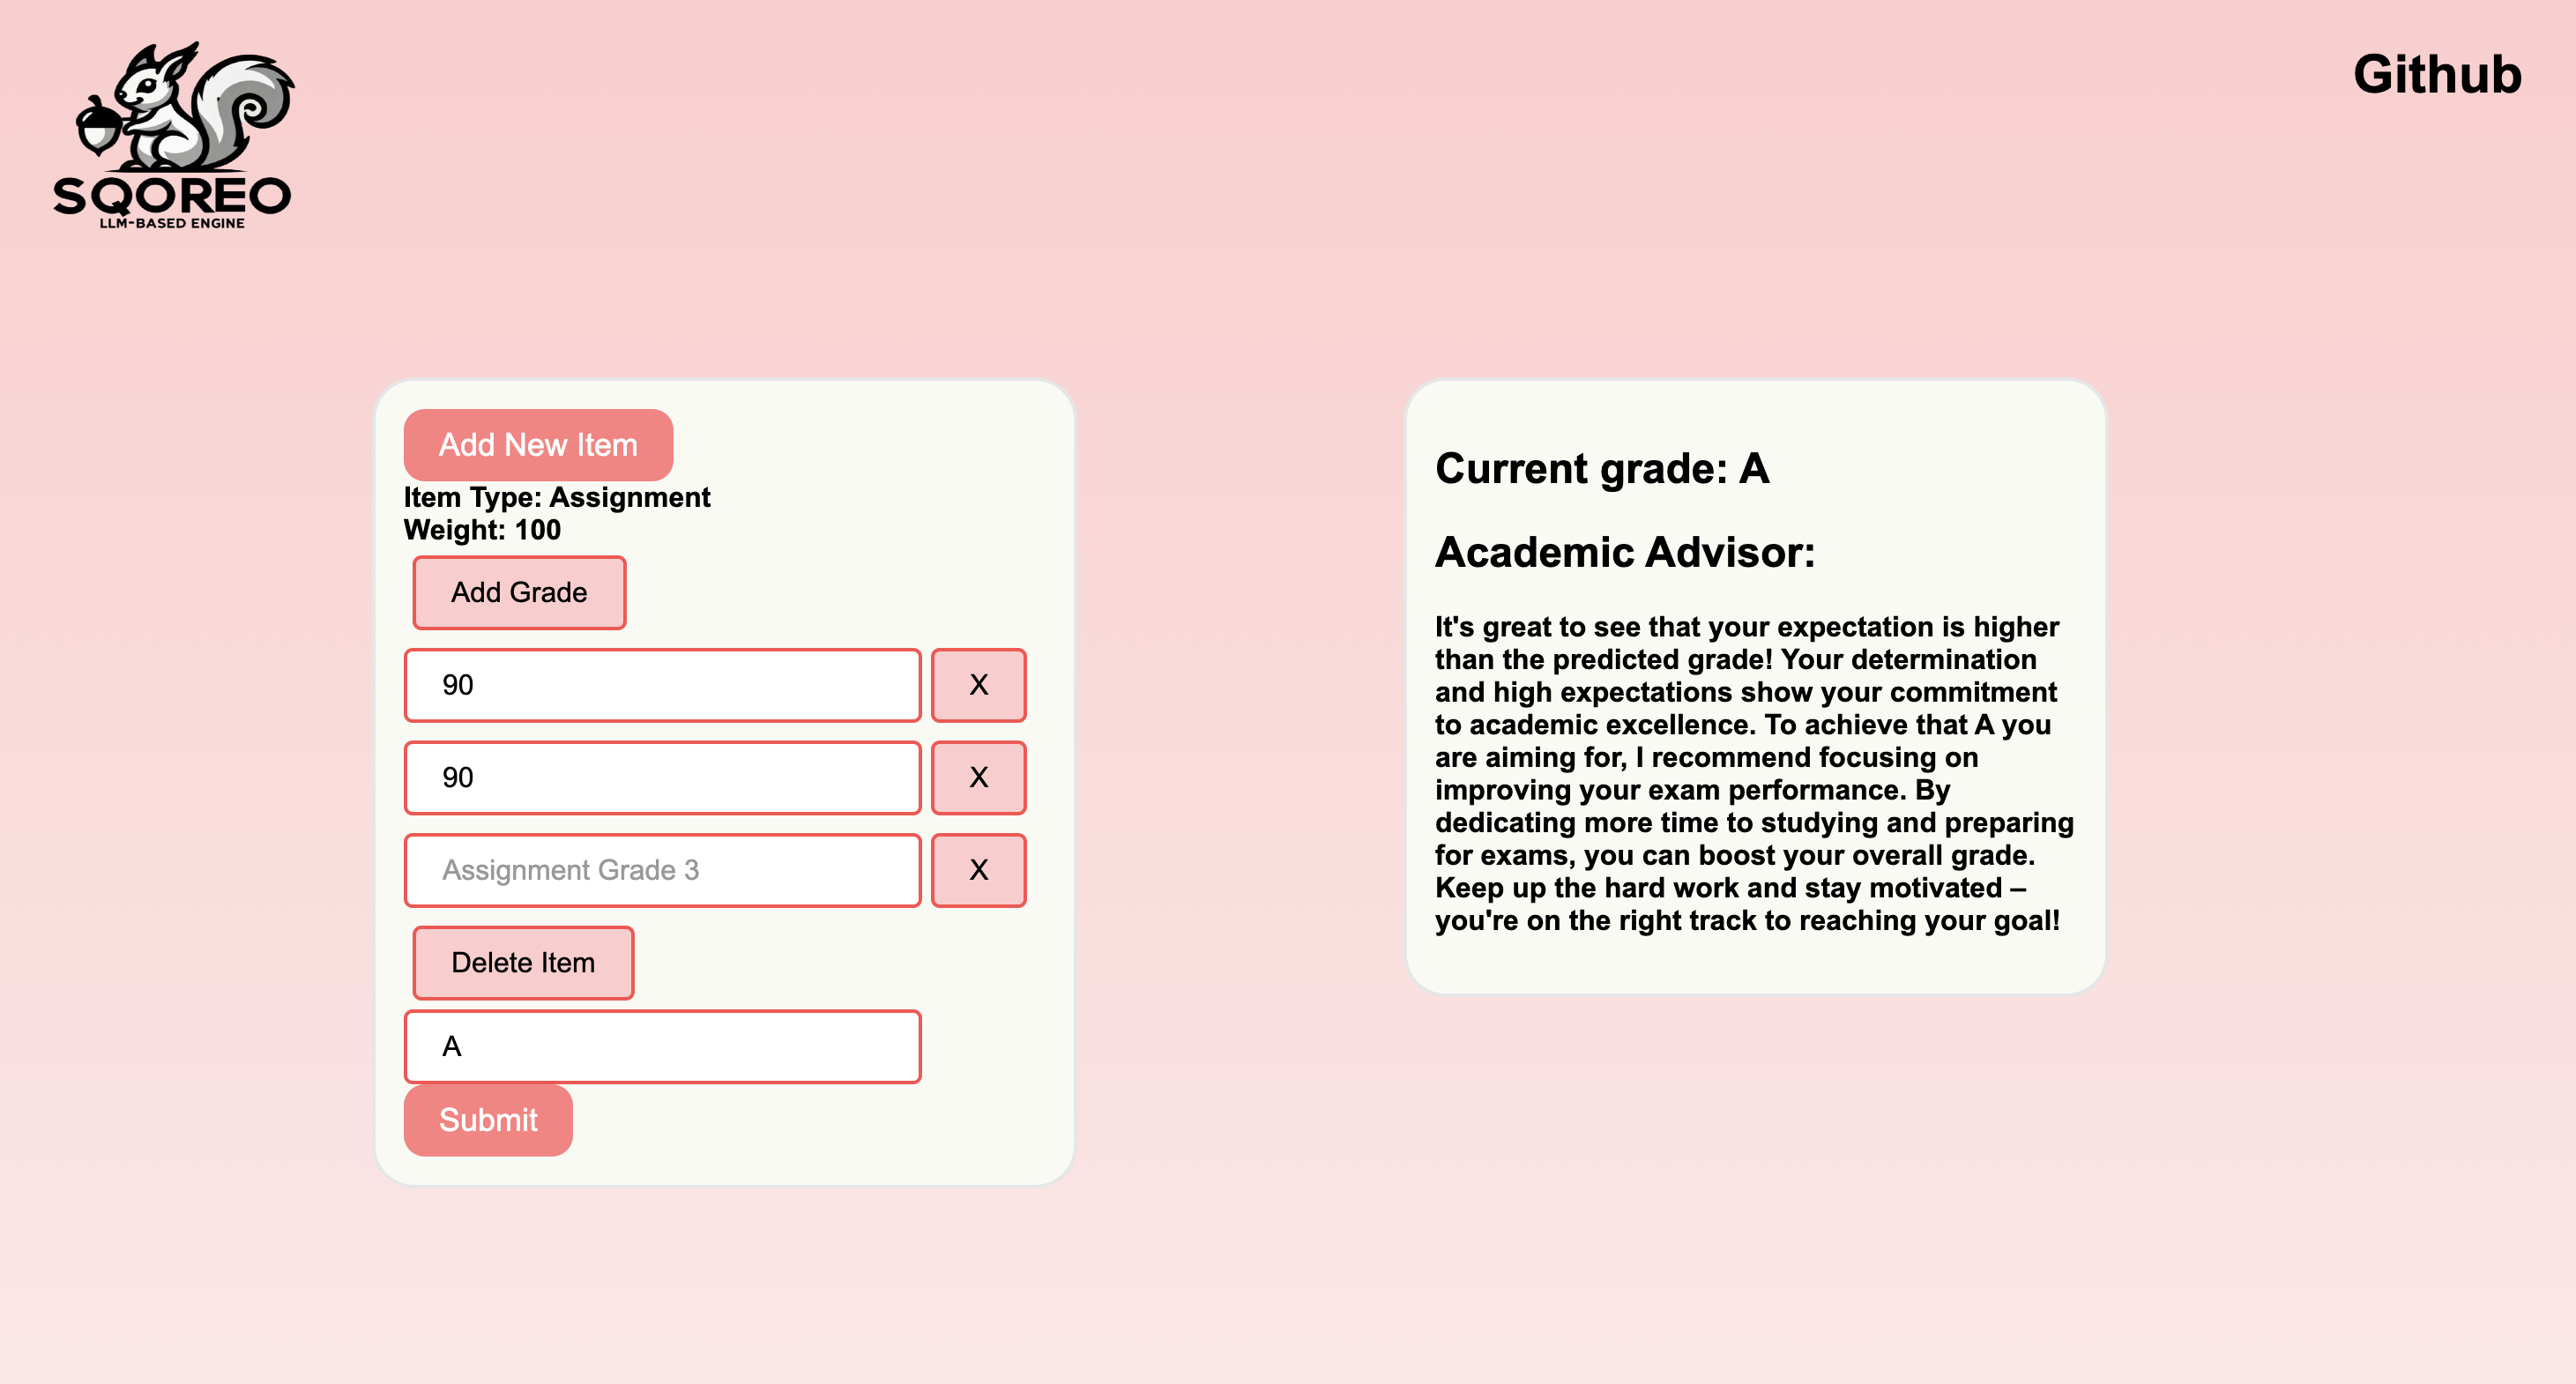 SQOREO
LLM-BASED ENGINE
Github
Add New Item
Item Type: Assignment
Weight: 100
Add Grade
90
X
90
X
Assignment Grade 3
X
Delete Item
A
Submit
Current grade: A
Academic Advisor:
It's great to see that your expectation is higher
than the predicted grade! Your determination
and high expectations show your commitment
to academic excellence. To achieve that A you
are aiming for, I recommend focusing on
improving your exam performance. By
dedicating more time to studying and preparing
for exams, you can boost your overall grade.
Keep up the hard work and stay motivated –
you're on the right track to reaching your goal!